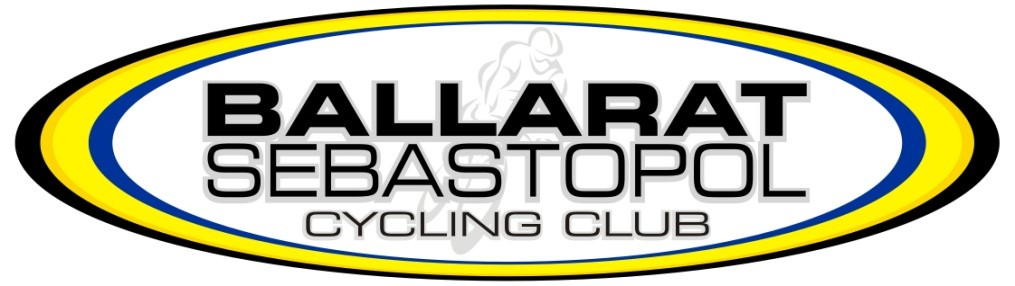 BALLARAT
SEBASTOPOL
CYCLING CLUB